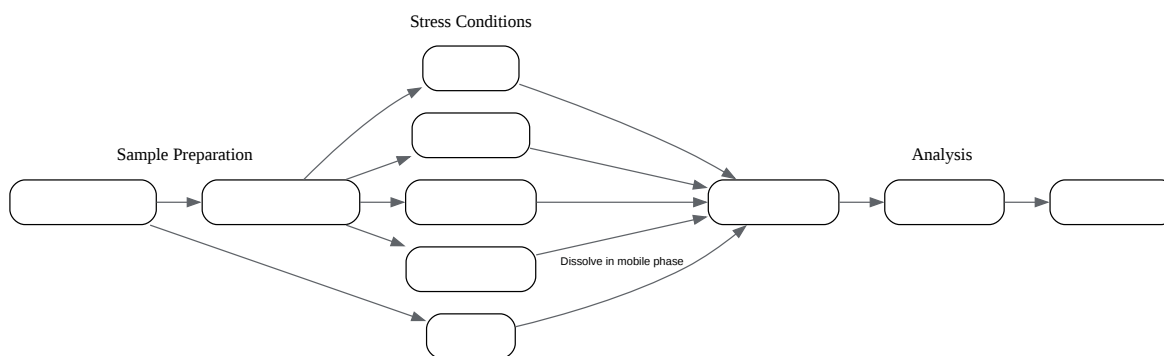 Stress Conditions
Sample Preparation
Analysis
Dissolve in mobile phase